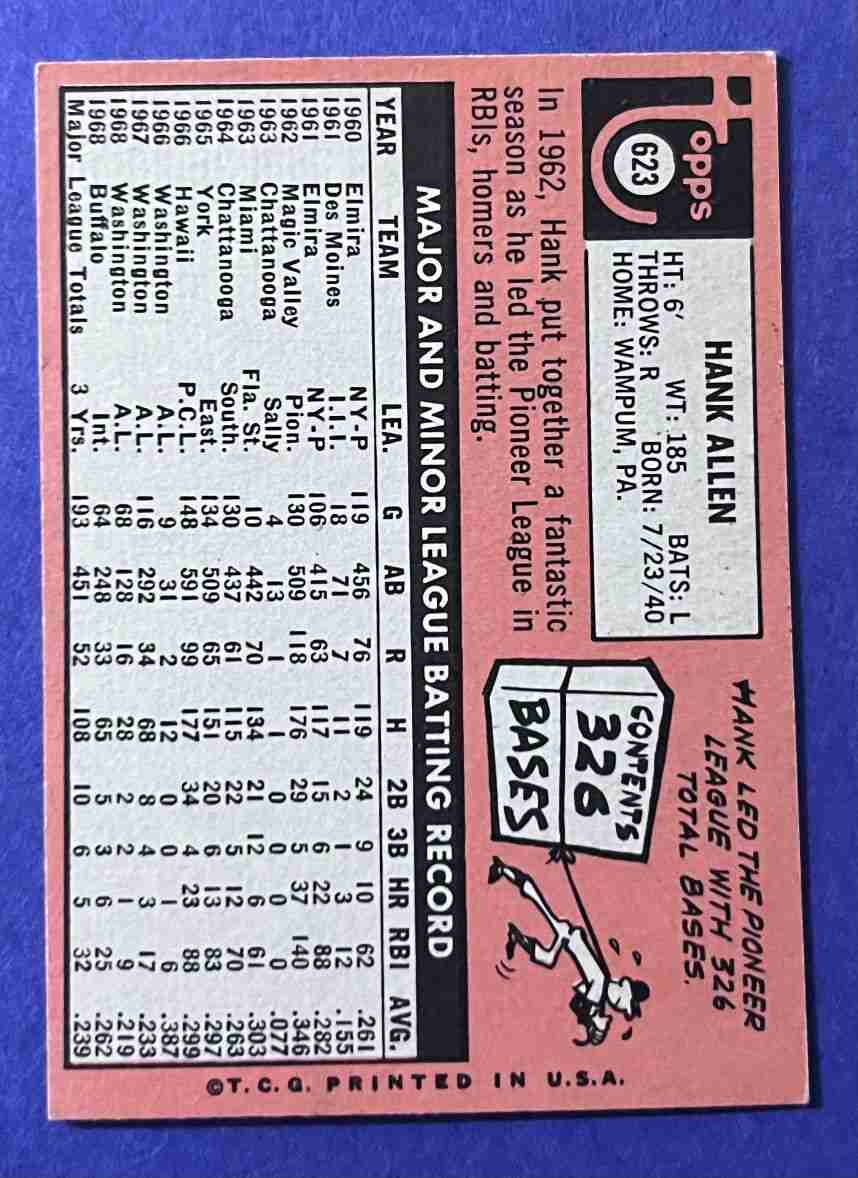 Topps
623
HANK ALLEN
HT: 6' WT: 185 BATS: L
THROWS: R BORN: 7/23/40
HOME: WAMPUM, PA.
In 1962, Hank put together a fantastic
season as he led the Pioneer League in
RBIs, homers and batting.
HANK LED THE PIONEER
LEAGUE WITH 326
TOTAL BASES.
CONTENTS
326
BASES
MAJOR AND MINOR LEAGUE BATTING RECORD
YEAR TEAM LEA. G AB R H 2B 3B HR RBI AVG.
1960 Elmira NY-P 119 456 76 119 24 9 10 62 .261
1961 Des Moines I.I.I. 18 71 7 11 2 1 3 12 .155
1961 Elmira NY-P 106 415 63 117 15 6 22 88 .282
1962 Magic Valley Pion. 130 509 118 176 29 5 37 140 .346
1963 Chattanooga Sally 4 13 1 1 0 0 0 0 .077
1963 Miami Fla. St. 10 442 70 134 21 12 6 61 .303
1964 Chattanooga South. 130 437 61 115 22 5 12 70 .263
1965 York East. 134 509 65 151 20 6 13 83 .297
1966 Hawaii P.C.L. 148 591 99 177 34 4 23 88 .299
1966 Washington A.L. 9 31 2 12 0 0 1 6 .387
1967 Washington A.L. 116 292 34 68 8 4 3 17 .233
1968 Washington A.L. 68 128 16 28 2 2 1 9 .219
1968 Buffalo Int. 64 248 33 65 5 3 6 25 .262
Major League Totals 3 Yrs. 193 451 52 108 10 6 5 32 .239
©T.C.G. PRINTED IN U.S.A.